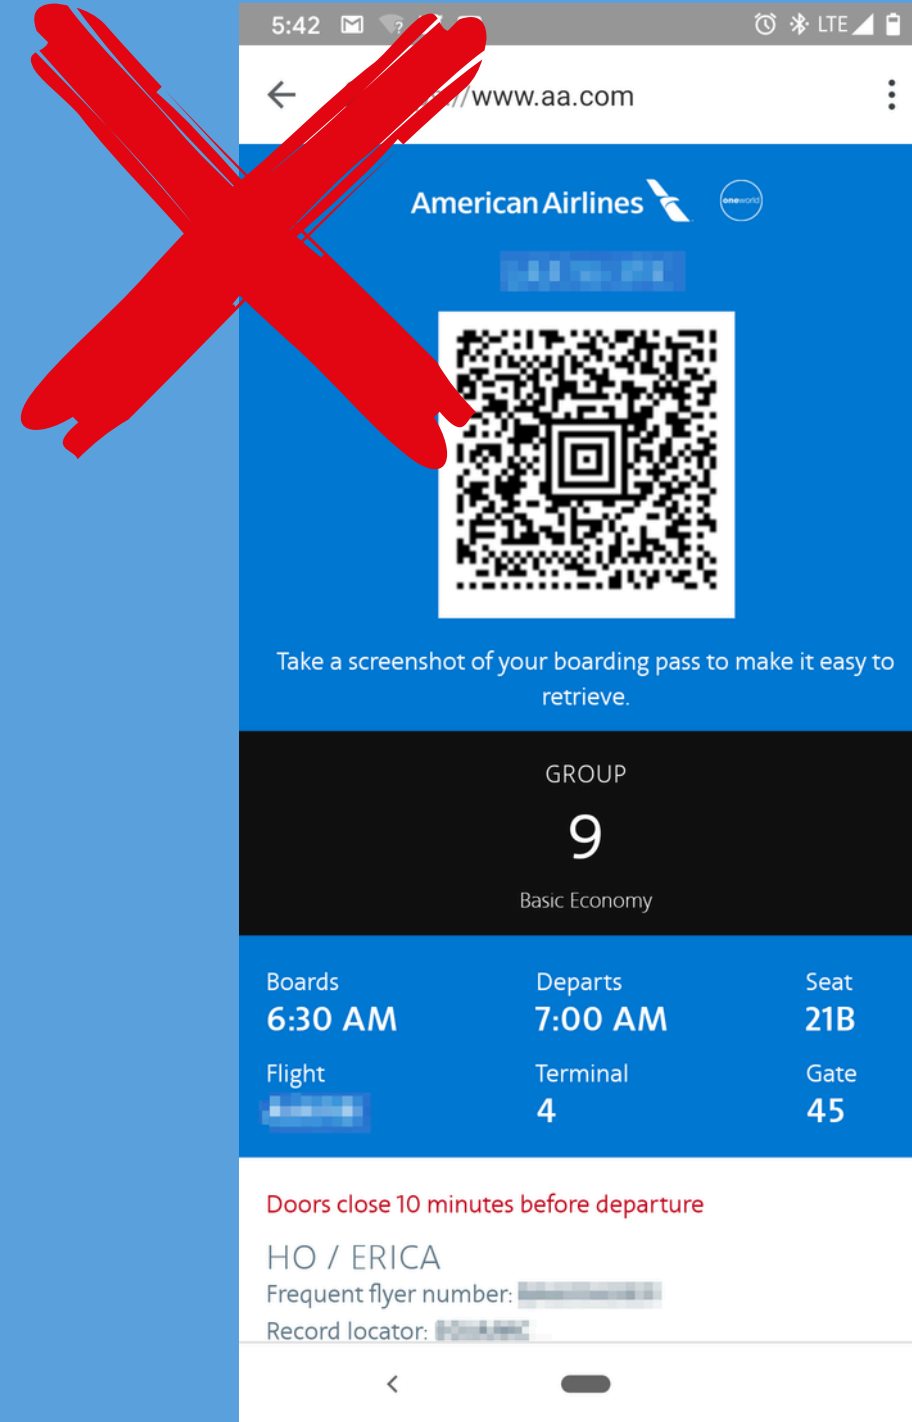 5:42 LTE
//www.aa.com
American Airlines oneworld
Take a screenshot of your boarding pass to make it easy to
retrieve.
GROUP
9
Basic Economy
Boards Departs Seat
6:30 AM 7:00 AM 21B
Flight Terminal Gate
4 45
Doors close 10 minutes before departure
HO / ERICA
Frequent flyer number:
Record locator: